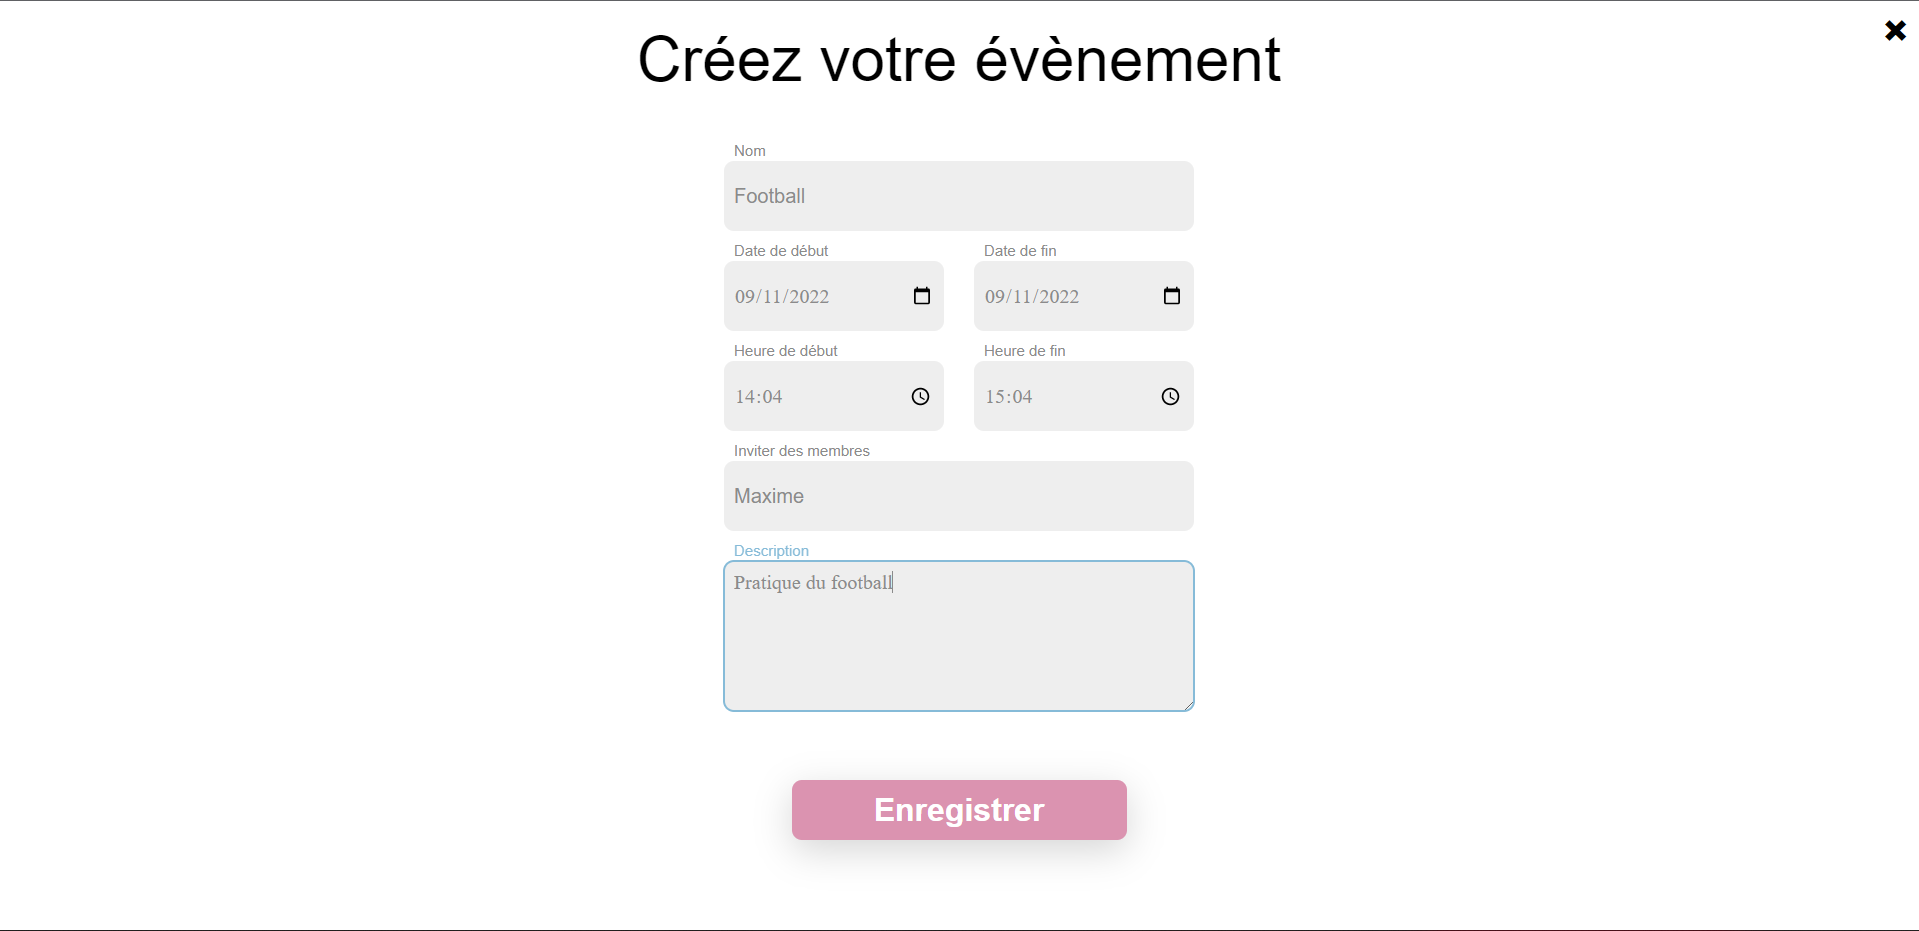 Créez votre évènement
Nom
Football
Date de début Date de fin
09/11/2022 09/11/2022
Heure de début Heure de fin
14:04 15:04
Inviter des membres
Maxime
Description
Pratique du football
Enregistrer